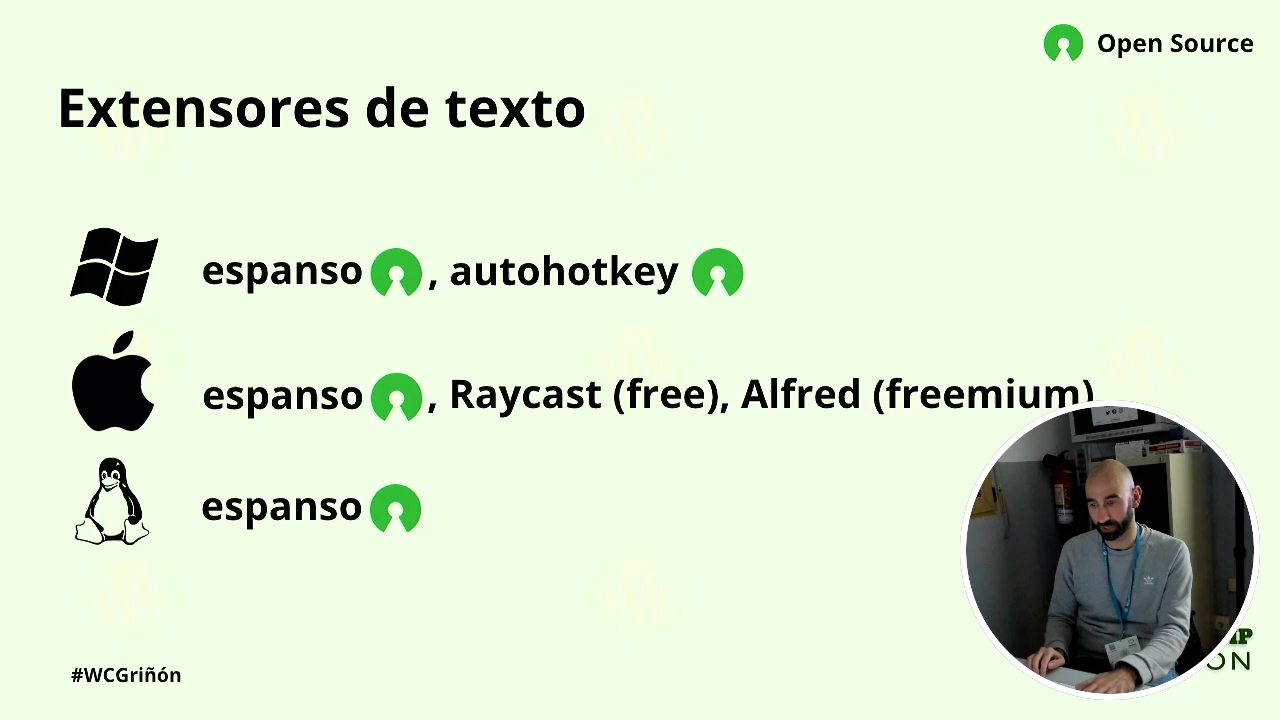 Open Source
Extensores de texto
espanso, autohotkey
espanso, Raycast (free), Alfred (freemium)
espanso
#WCGriñón